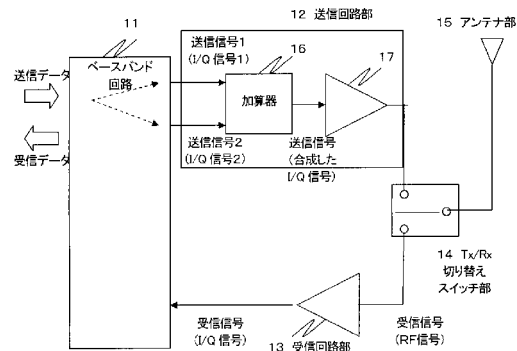 11
12 送信回路部
15 アンテナ部
ベースバンド
回路
送信データ
受信データ
送信信号1
(I/Q 信号1)
16
17
加算器
送信信号2
(I/Q 信号2)
送信信号
(合成した
I/Q 信号)
14 Tx/Rx
切り替え
スイッチ部
受信信号
(I/Q 信号)
13 受信回路部
受信信号
(RF信号)